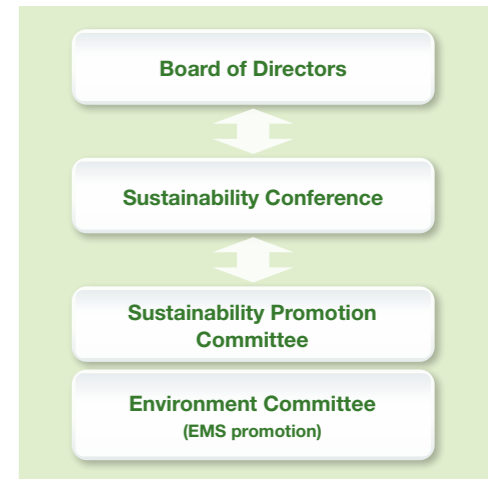 Board of Directors
Sustainability Conference
Sustainability Promotion
Committee
Environment Committee
(EMS promotion)